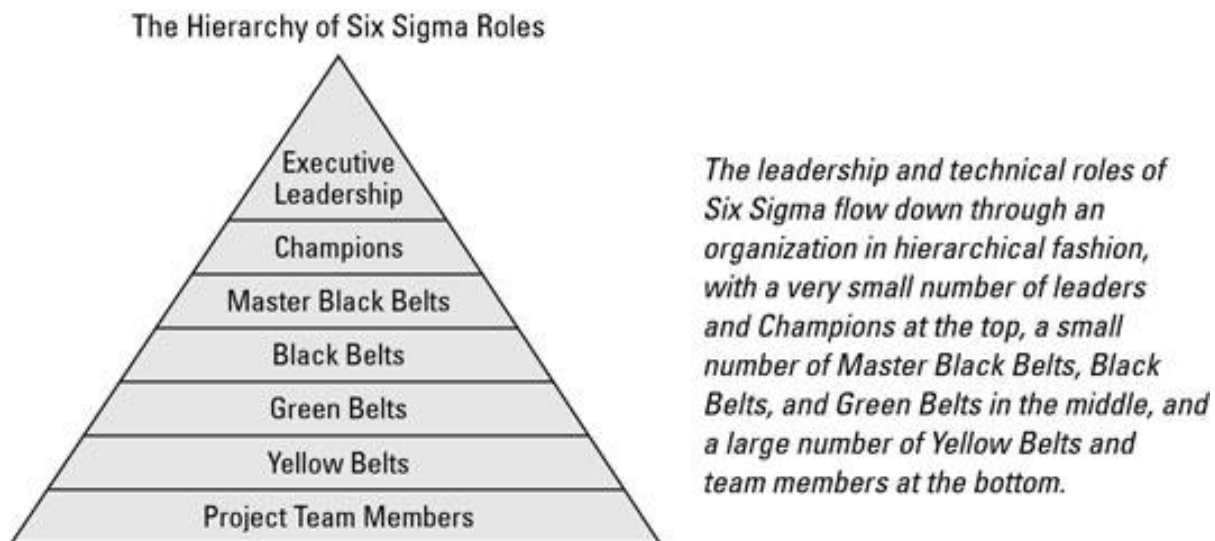 The Hierarchy of Six Sigma Roles
Executive
Leadership
Champions
Master Black Belts
Black Belts
Green Belts
Yellow Belts
Project Team Members
The leadership and technical roles of
Six Sigma flow down through an
organization in hierarchical fashion,
with a very small number of leaders
and Champions at the top, a small
number of Master Black Belts, Black
Belts, and Green Belts in the middle, and
a large number of Yellow Belts and
team members at the bottom.